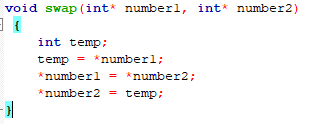 void swap(int* number1, int* number2)
{
    int temp;
    temp = *number1;
    *number1 = *number2;
    *number2 = temp;
}